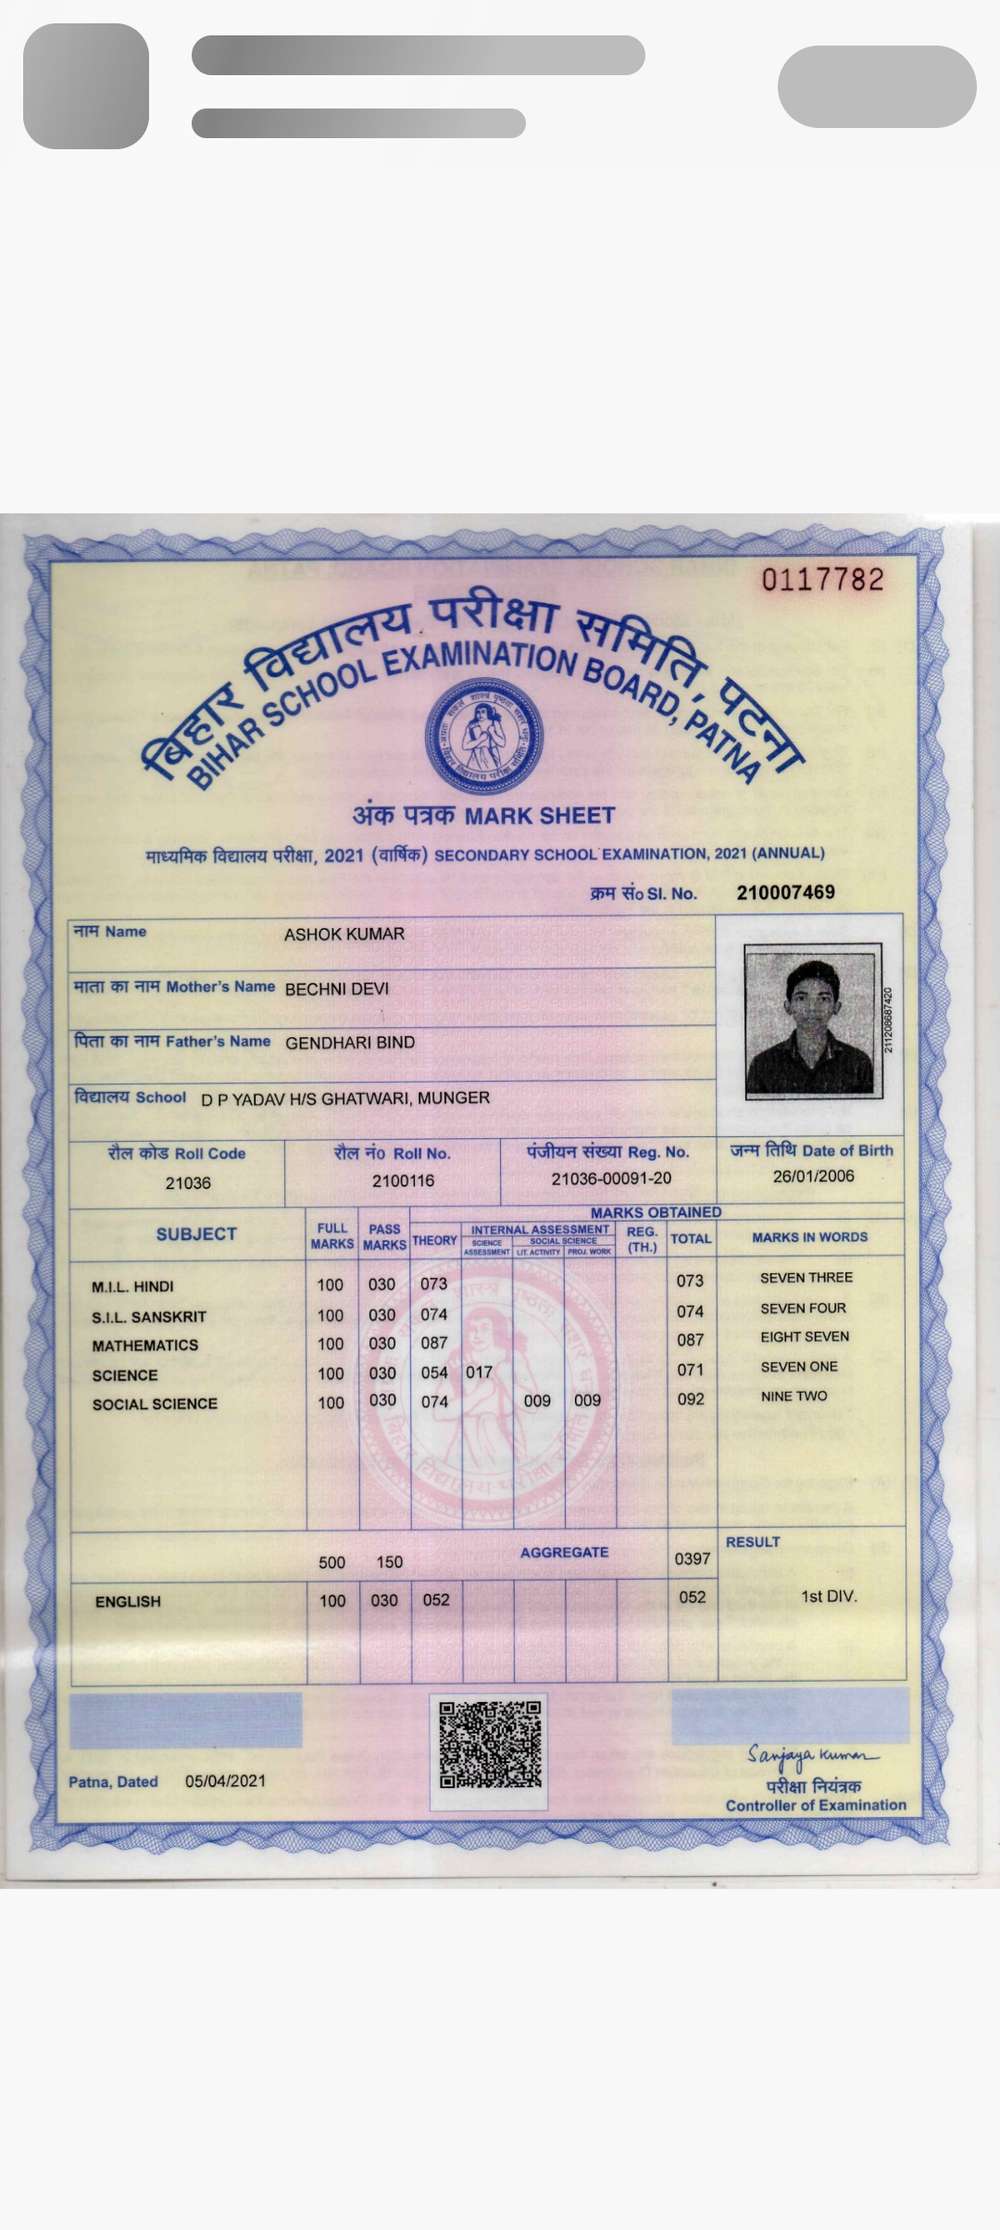 0117782
बिहार विद्यालय परीक्षा समिति, पटना
BIHAR SCHOOL EXAMINATION BOARD, PATNA
अंक पत्रक MARK SHEET
माध्यमिक विद्यालय परीक्षा, 2021 (वार्षिक) SECONDARY SCHOOL EXAMINATION, 2021 (ANNUAL)
क्रम सं० Sl. No. 210007469
नाम Name ASHOK KUMAR
माता का नाम Mother's Name BECHNI DEVI
पिता का नाम Father's Name GENDHARI BIND
विद्यालय School D P YADAV H/S GHATWARI, MUNGER
211208687420
रौल कोड Roll Code रौल नं० Roll No. पंजीयन संख्या Reg. No. जन्म तिथि Date of Birth
21036 2100116 21036-00091-20 26/01/2006
MARKS OBTAINED
SUBJECT FULL MARKS PASS MARKS THEORY INTERNAL ASSESSMENT REG. (TH.) TOTAL MARKS IN WORDS
SCIENCE ASSESSMENT SOCIAL SCIENCE
LIT. ACTIVITY PROJ. WORK
M.I.L. HINDI 100 030 073 073 SEVEN THREE
S.I.L. SANSKRIT 100 030 074 074 SEVEN FOUR
MATHEMATICS 100 030 087 087 EIGHT SEVEN
SCIENCE 100 030 054 017 071 SEVEN ONE
SOCIAL SCIENCE 100 030 074 009 009 092 NINE TWO
500 150 AGGREGATE 0397 RESULT
ENGLISH 100 030 052 052 1st DIV.
Sanjaya Kumar
Patna, Dated 05/04/2021
परीक्षा नियंत्रक
Controller of Examination